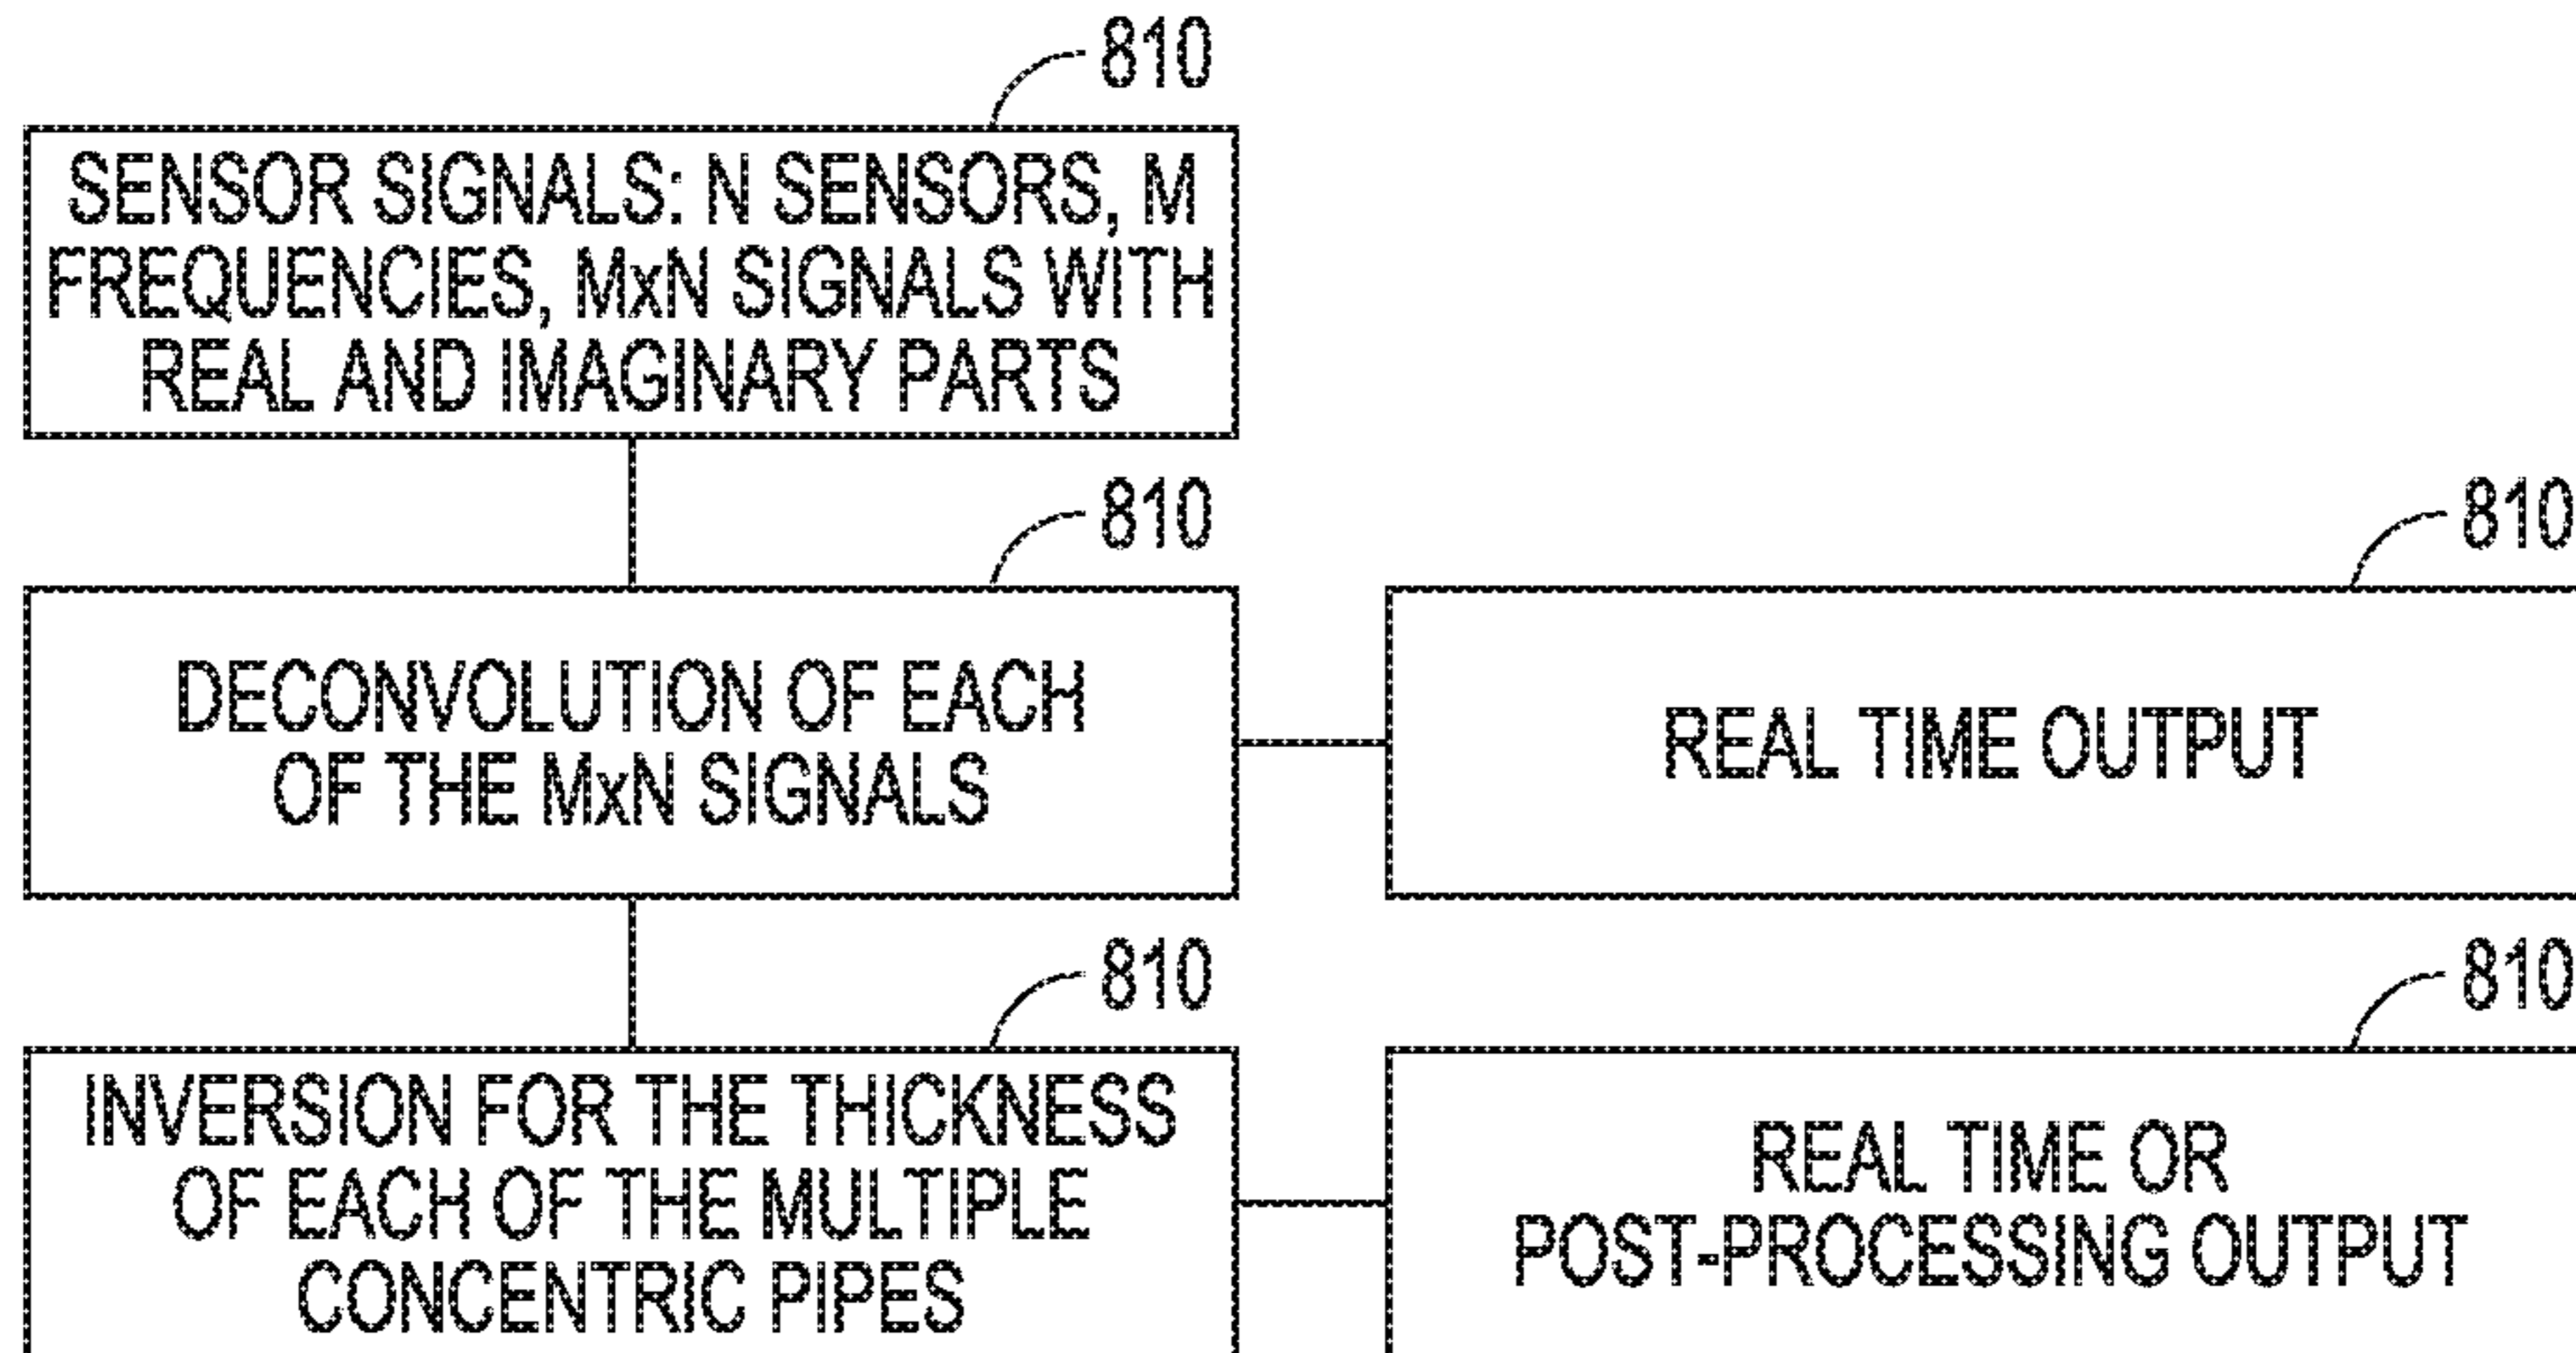 810
SENSOR SIGNALS: N SENSORS, M
FREQUENCIES, MxN SIGNALS WITH
REAL AND IMAGINARY PARTS
810
DECONVOLUTION OF EACH
OF THE MxN SIGNALS
810
REAL TIME OUTPUT
810
INVERSION FOR THE THICKNESS
OF EACH OF THE MULTIPLE
CONCENTRIC PIPES
810
REAL TIME OR
POST-PROCESSING OUTPUT